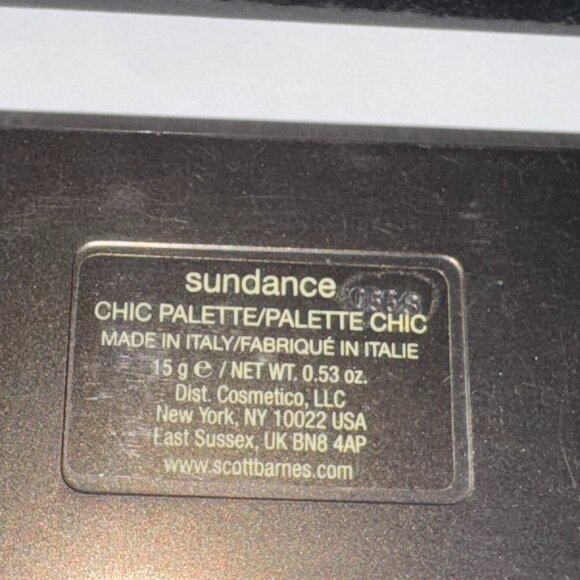 sundance
CHIC PALETTE/PALETTE CHIC
MADE IN ITALY/FABRIQUÉ IN ITALIE
15 g ℮ / NET WT. 0.53 oz.
Dist. Cosmetico, LLC
New York, NY 10022 USA
East Sussex, UK BN8 4AP
www.scottbarnes.com